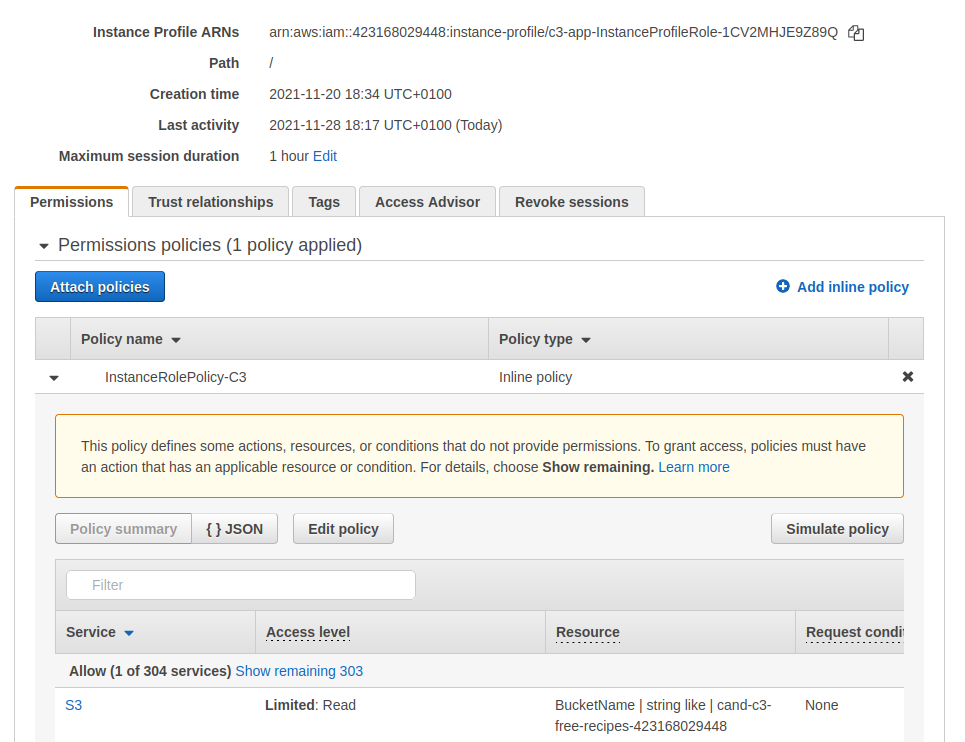 Instance Profile ARNs arn:aws:iam::423168029448:instance-profile/c3-app-InstanceProfileRole-1CV2MHJE9Z89Q
Path /
Creation time 2021-11-20 18:34 UTC+0100
Last activity 2021-11-28 18:17 UTC+0100 (Today)
Maximum session duration 1 hour Edit
Permissions Trust relationships Tags Access Advisor Revoke sessions
Permissions policies (1 policy applied)
Attach policies Add inline policy
Policy name Policy type
InstanceRolePolicy-C3 Inline policy
This policy defines some actions, resources, or conditions that do not provide permissions. To grant access, policies must have
an action that has an applicable resource or condition. For details, choose Show remaining. Learn more
Policy summary { } JSON Edit policy Simulate policy
Filter
Service Access level Resource Request condit
Allow (1 of 304 services) Show remaining 303
S3 Limited: Read BucketName | string like | cand-c3- None
free-recipes-423168029448